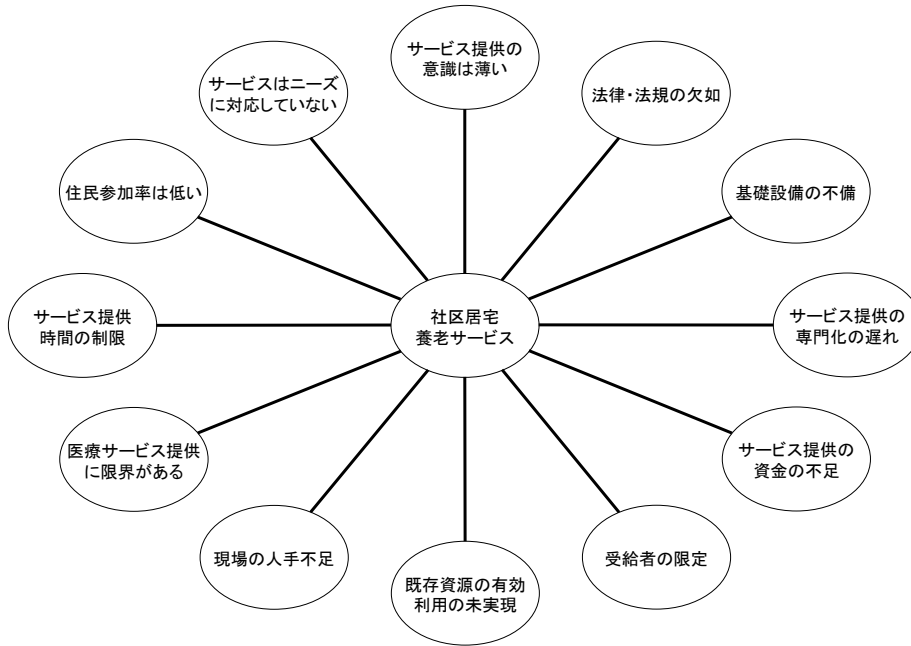 サービス提供の
意識は薄い
サービスはニーズ
に対応していない
法律・法規の欠如
住民参加率は低い
基礎設備の不備
サービス提供
時間の制限
社区居宅
養老サービス
サービス提供の
専門化の遅れ
医療サービス提供
に限界がある
サービス提供の
資金の不足
現場の人手不足
既存資源の有効
利用の未実現
受給者の限定